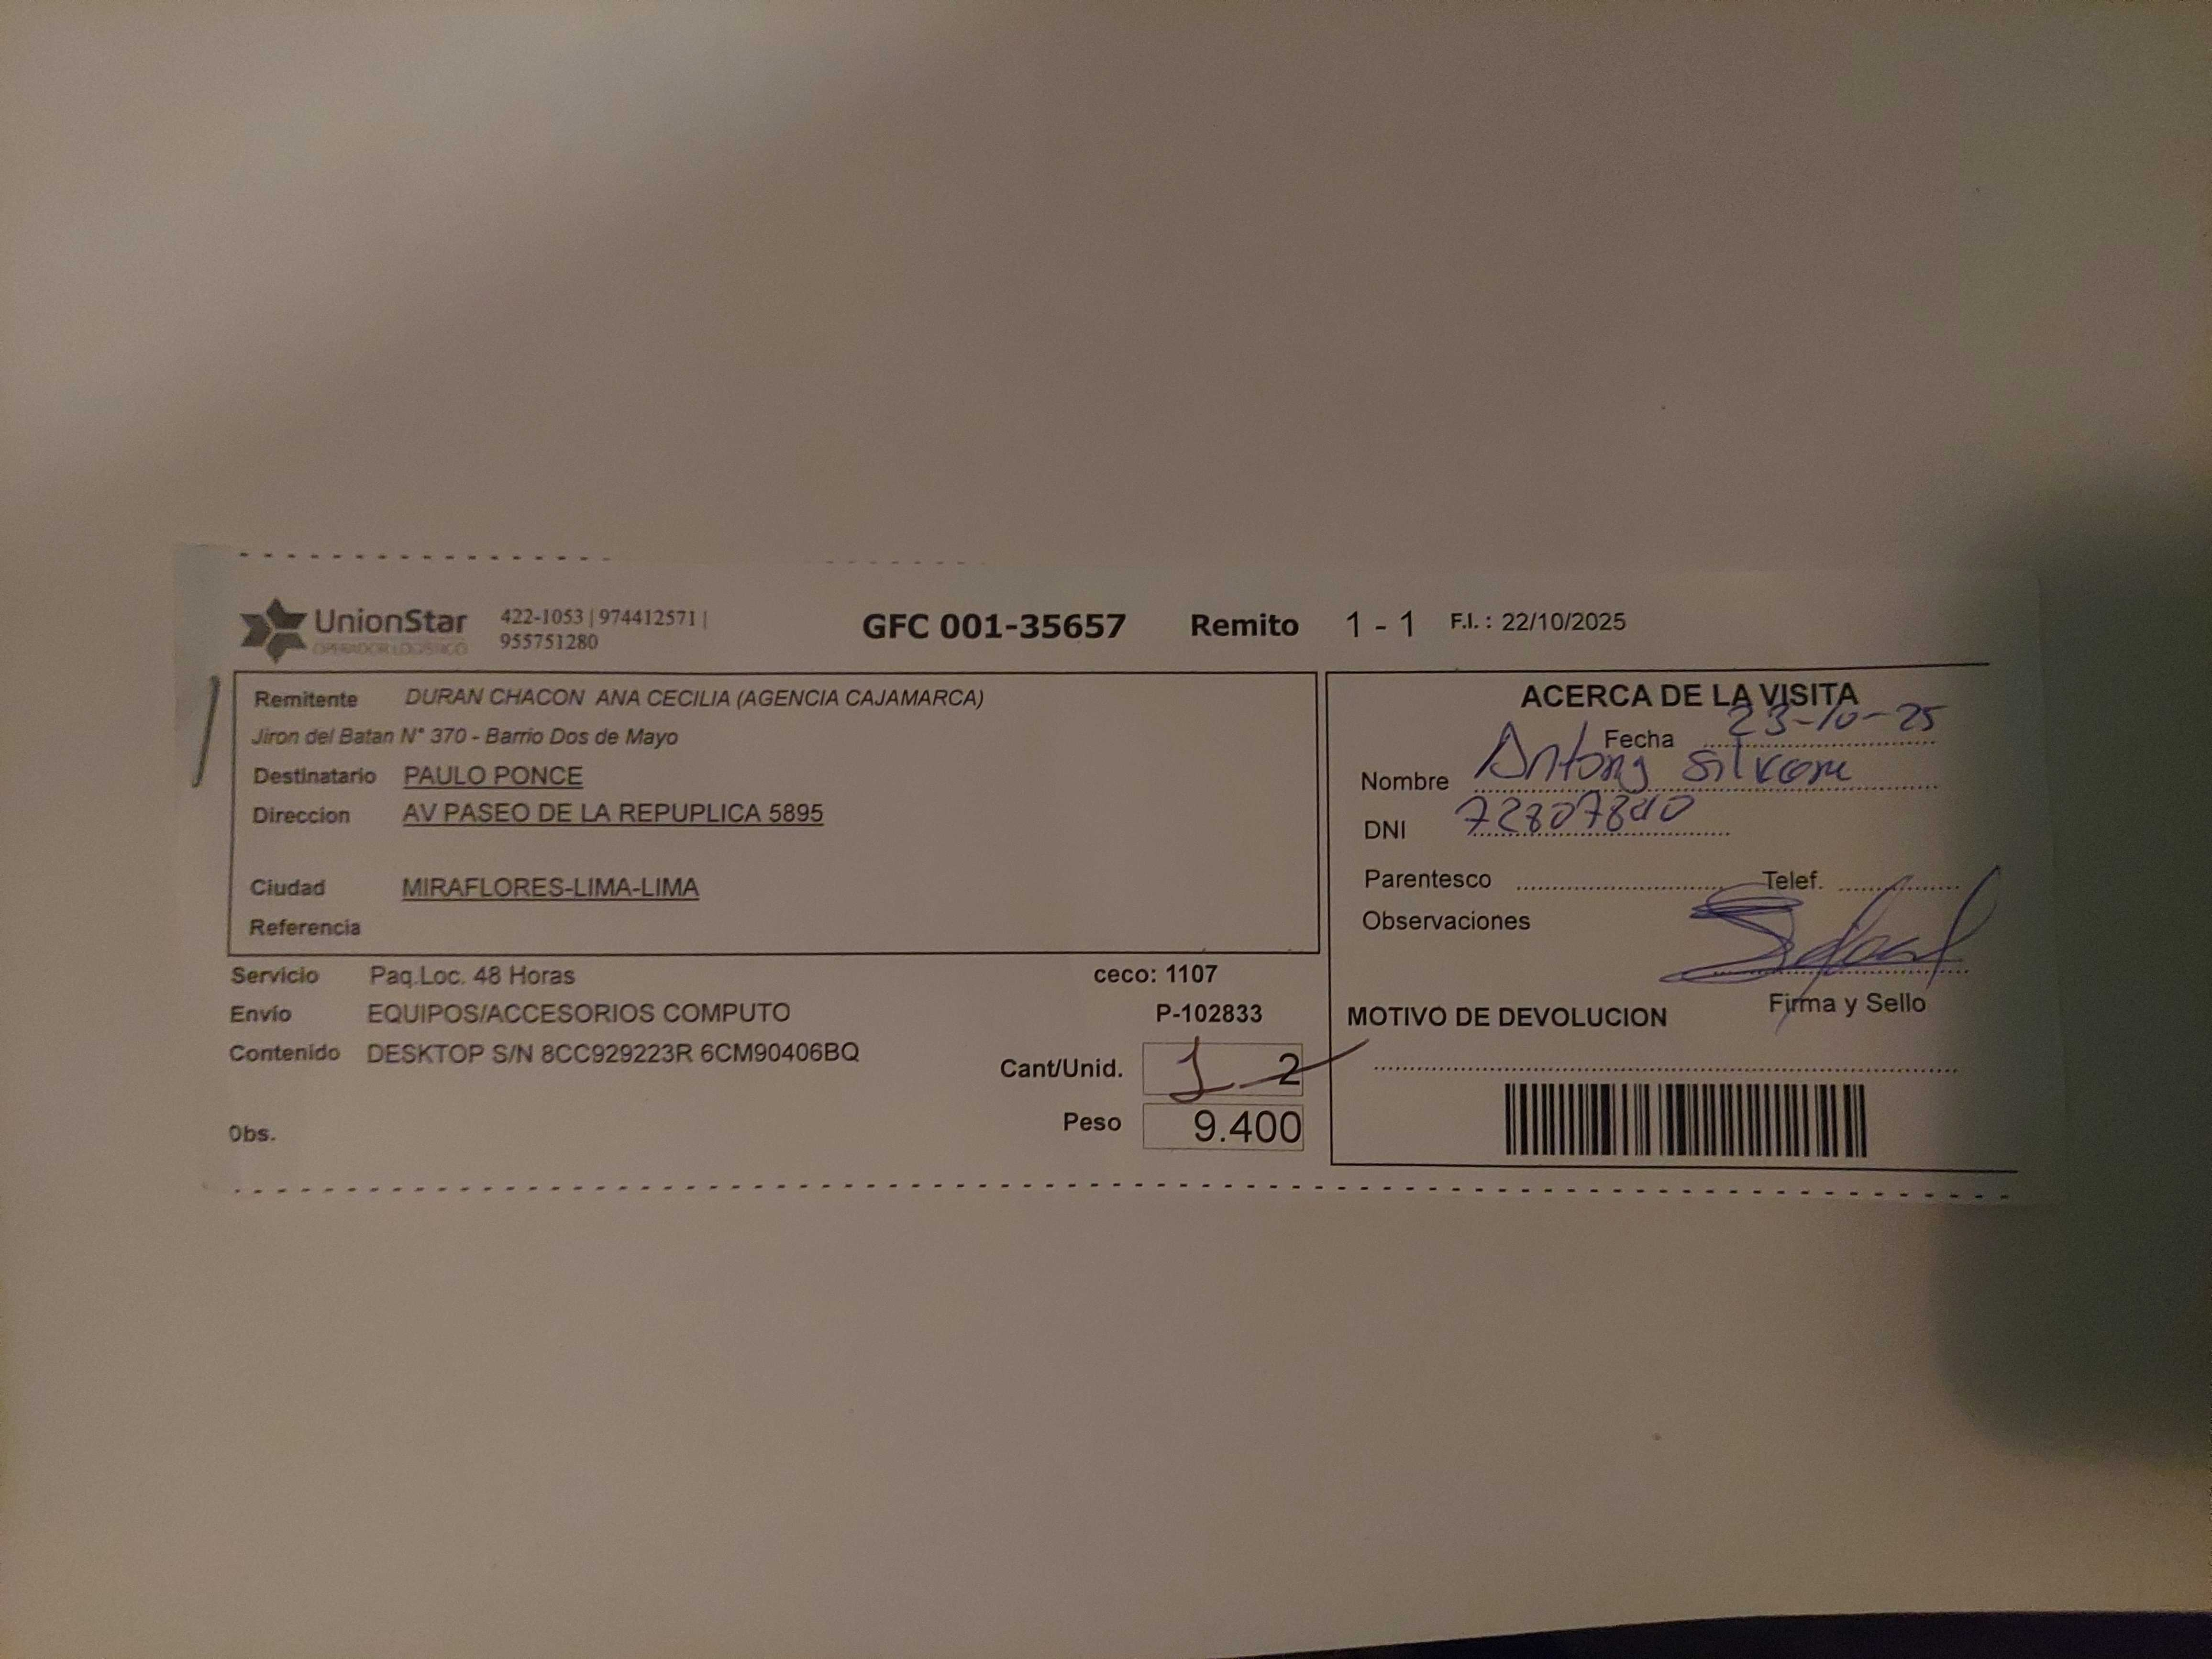 UnionStar
OPERADOR LOGISTICO
422-1053 | 974412571 |
955751280
GFC 001-35657 Remito 1 - 1 F.I. : 22/10/2025
Remitente DURAN CHACON ANA CECILIA (AGENCIA CAJAMARCA)
Jiron del Batan N° 370 - Barrio Dos de Mayo
Destinatario PAULO PONCE
Direccion AV PASEO DE LA REPUPLICA 5895
Ciudad MIRAFLORES-LIMA-LIMA
Referencia
Servicio Paq.Loc. 48 Horas ceco: 1107
Envío EQUIPOS/ACCESORIOS COMPUTO P-102833
Contenido DESKTOP S/N 8CC929223R 6CM90406BQ
Cant/Unid. 1 2
Obs.
Peso 9.400
ACERCA DE LA VISITA
Fecha 23-10-25
Nombre Antony
DNI
Parentesco Telef.
Observaciones
Firma y Sello
MOTIVO DE DEVOLUCION